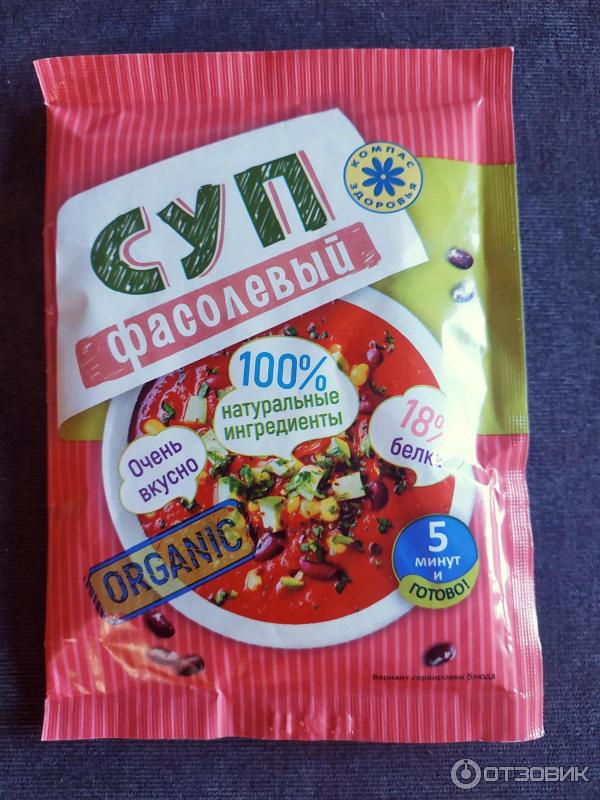 КОМПАС ЗДОРОВЬЯ
СУП
фасолевый
100%
натуральные
ингредиенты
18%
белка
Очень
вкусно
ORGANIC
5
минут и
ГОТОВО!
Вариант сервировки блюда
ОТЗОВИК